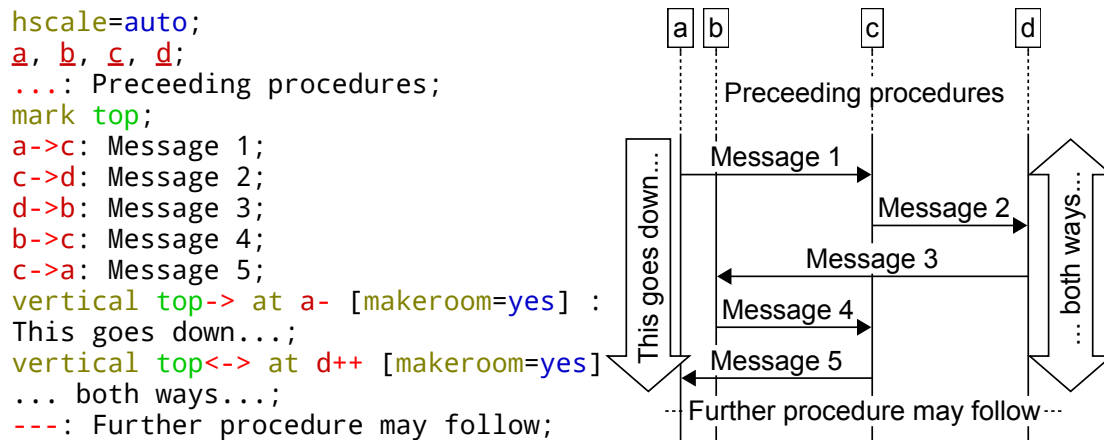 hscale=auto;
a, b, c, d;
...: Preceeding procedures;
mark top;
a->c: Message 1;
c->d: Message 2;
d->b: Message 3;
b->c: Message 4;
c->a: Message 5;
vertical top-> at a- [makeroom=yes] :
This goes down...;
vertical top<-> at d++ [makeroom=yes]
... both ways...;
---: Further procedure may follow;
a b c d
Preceeding procedures
This goes down...
Message 1
Message 2
Message 3
Message 4
Message 5
... both ways...
Further procedure may follow